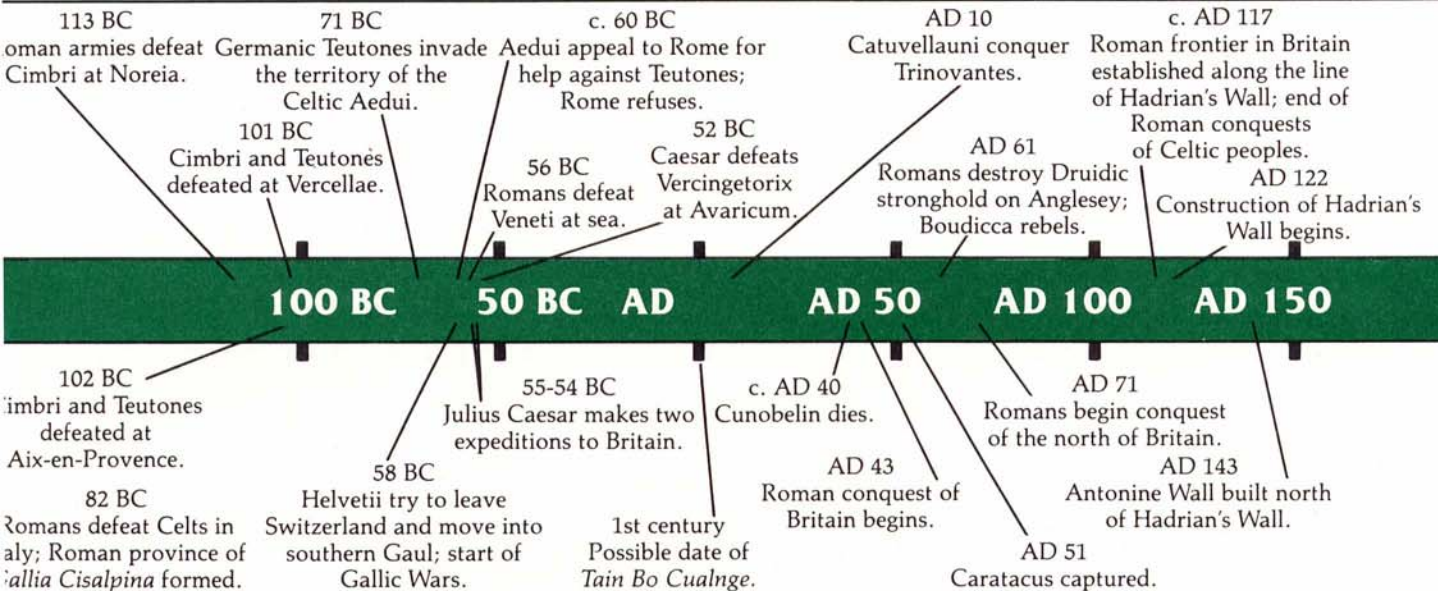 113 BC
oman armies defeat
Cimbri at Noreia.
71 BC
Germanic Teutones invade
the territory of the
Celtic Aedui.
c. 60 BC
Aedui appeal to Rome for
help against Teutones;
Rome refuses.
AD 10
Catuvellauni conquer
Trinovantes.
c. AD 117
Roman frontier in Britain
established along the line
of Hadrian's Wall; end of
Roman conquests
of Celtic peoples.
101 BC
Cimbri and Teutones
defeated at Vercellae.
56 BC
Romans defeat
Veneti at sea.
52 BC
Caesar defeats
Vercingetorix
at Avaricum.
AD 61
Romans destroy Druidic
stronghold on Anglesey;
Boudicca rebels.
AD 122
Construction of Hadrian's
Wall begins.
100 BC 50 BC AD AD 50 AD 100 AD 150
102 BC
imbri and Teutones
defeated at
Aix-en-Provence.
82 BC
Romans defeat Celts in
aly; Roman province of
allia Cisalpina formed.
58 BC
Helvetii try to leave
Switzerland and move into
southern Gaul; start of
Gallic Wars.
55-54 BC
Julius Caesar makes two
expeditions to Britain.
1st century
Possible date of
Tain Bo Cualnge.
c. AD 40
Cunobelin dies.
AD 43
Roman conquest of
Britain begins.
AD 51
Caratacus captured.
AD 71
Romans begin conquest
of the north of Britain.
AD 143
Antonine Wall built north
of Hadrian's Wall.